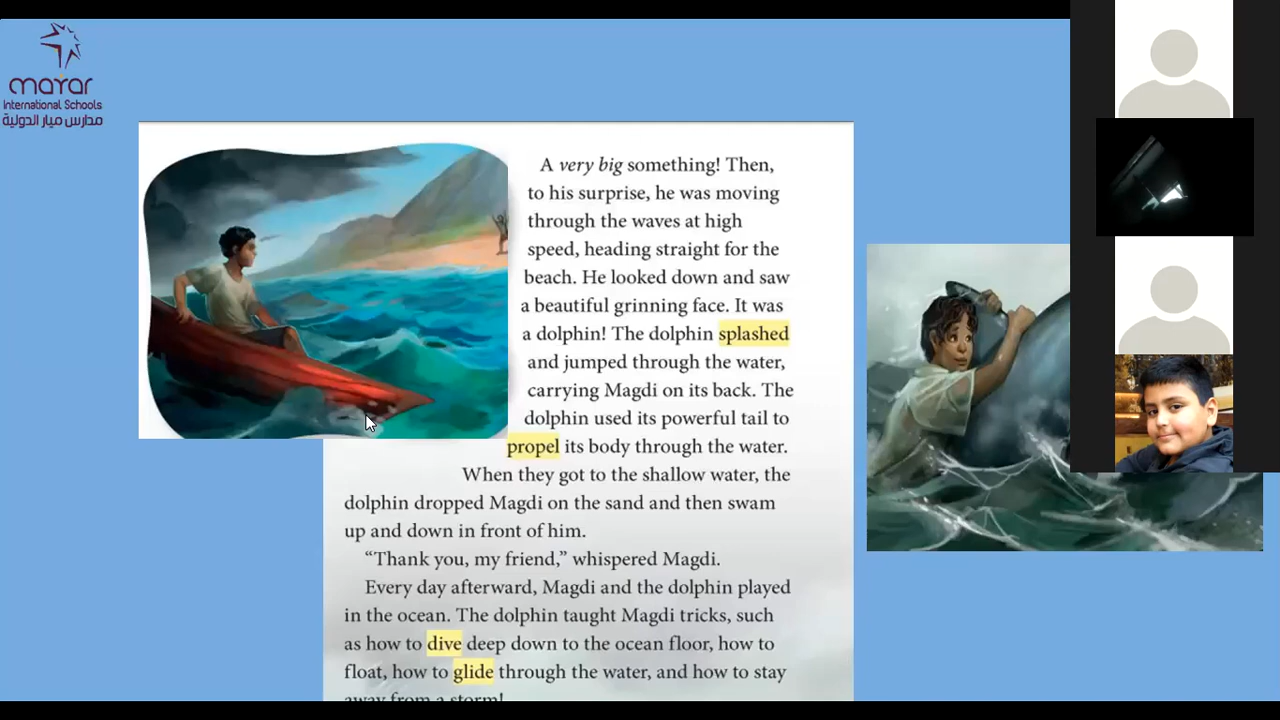 mayar
International Schools
مدارس ميار الدولية
A very big something! Then,
to his surprise, he was moving
through the waves at high
speed, heading straight for the
beach. He looked down and saw
a beautiful grinning face. It was
a dolphin! The dolphin splashed
and jumped through the water,
carrying Magdi on its back. The
dolphin used its powerful tail to
propel its body through the water.
When they got to the shallow water, the
dolphin dropped Magdi on the sand and then swam
up and down in front of him.
“Thank you, my friend,” whispered Magdi.
Every day afterward, Magdi and the dolphin played
in the ocean. The dolphin taught Magdi tricks, such
as how to dive deep down to the ocean floor, how to
float, how to glide through the water, and how to stay
away from a storm!